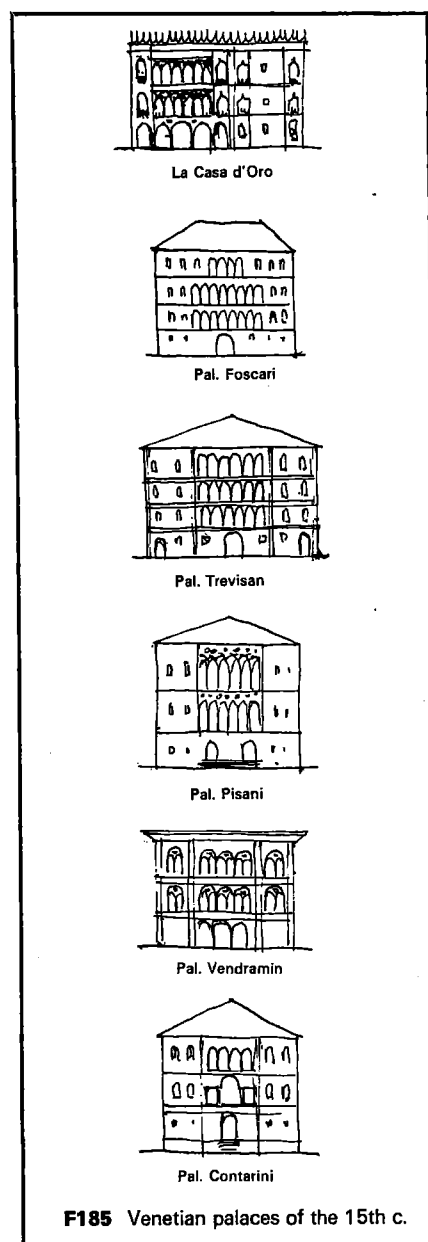 La Casa d'Oro
Pal. Foscari
Pal. Trevisan
Pal. Pisani
Pal. Vendramin
Pal. Contarini
F185 Venetian palaces of the 15th c.